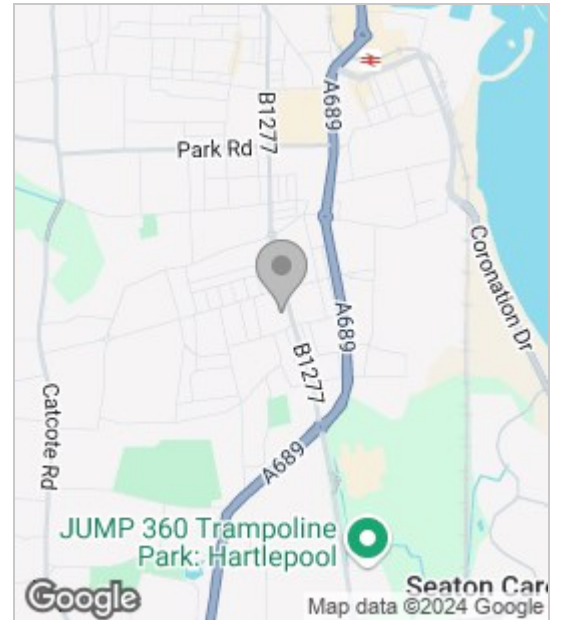 A689
B1277
Park Rd
Coronation Dr
A689
B1277
Catcote Rd
A689
JUMP 360 Trampoline
Park: Hartlepool
Seaton Care
Google
Map data ©2024 Google